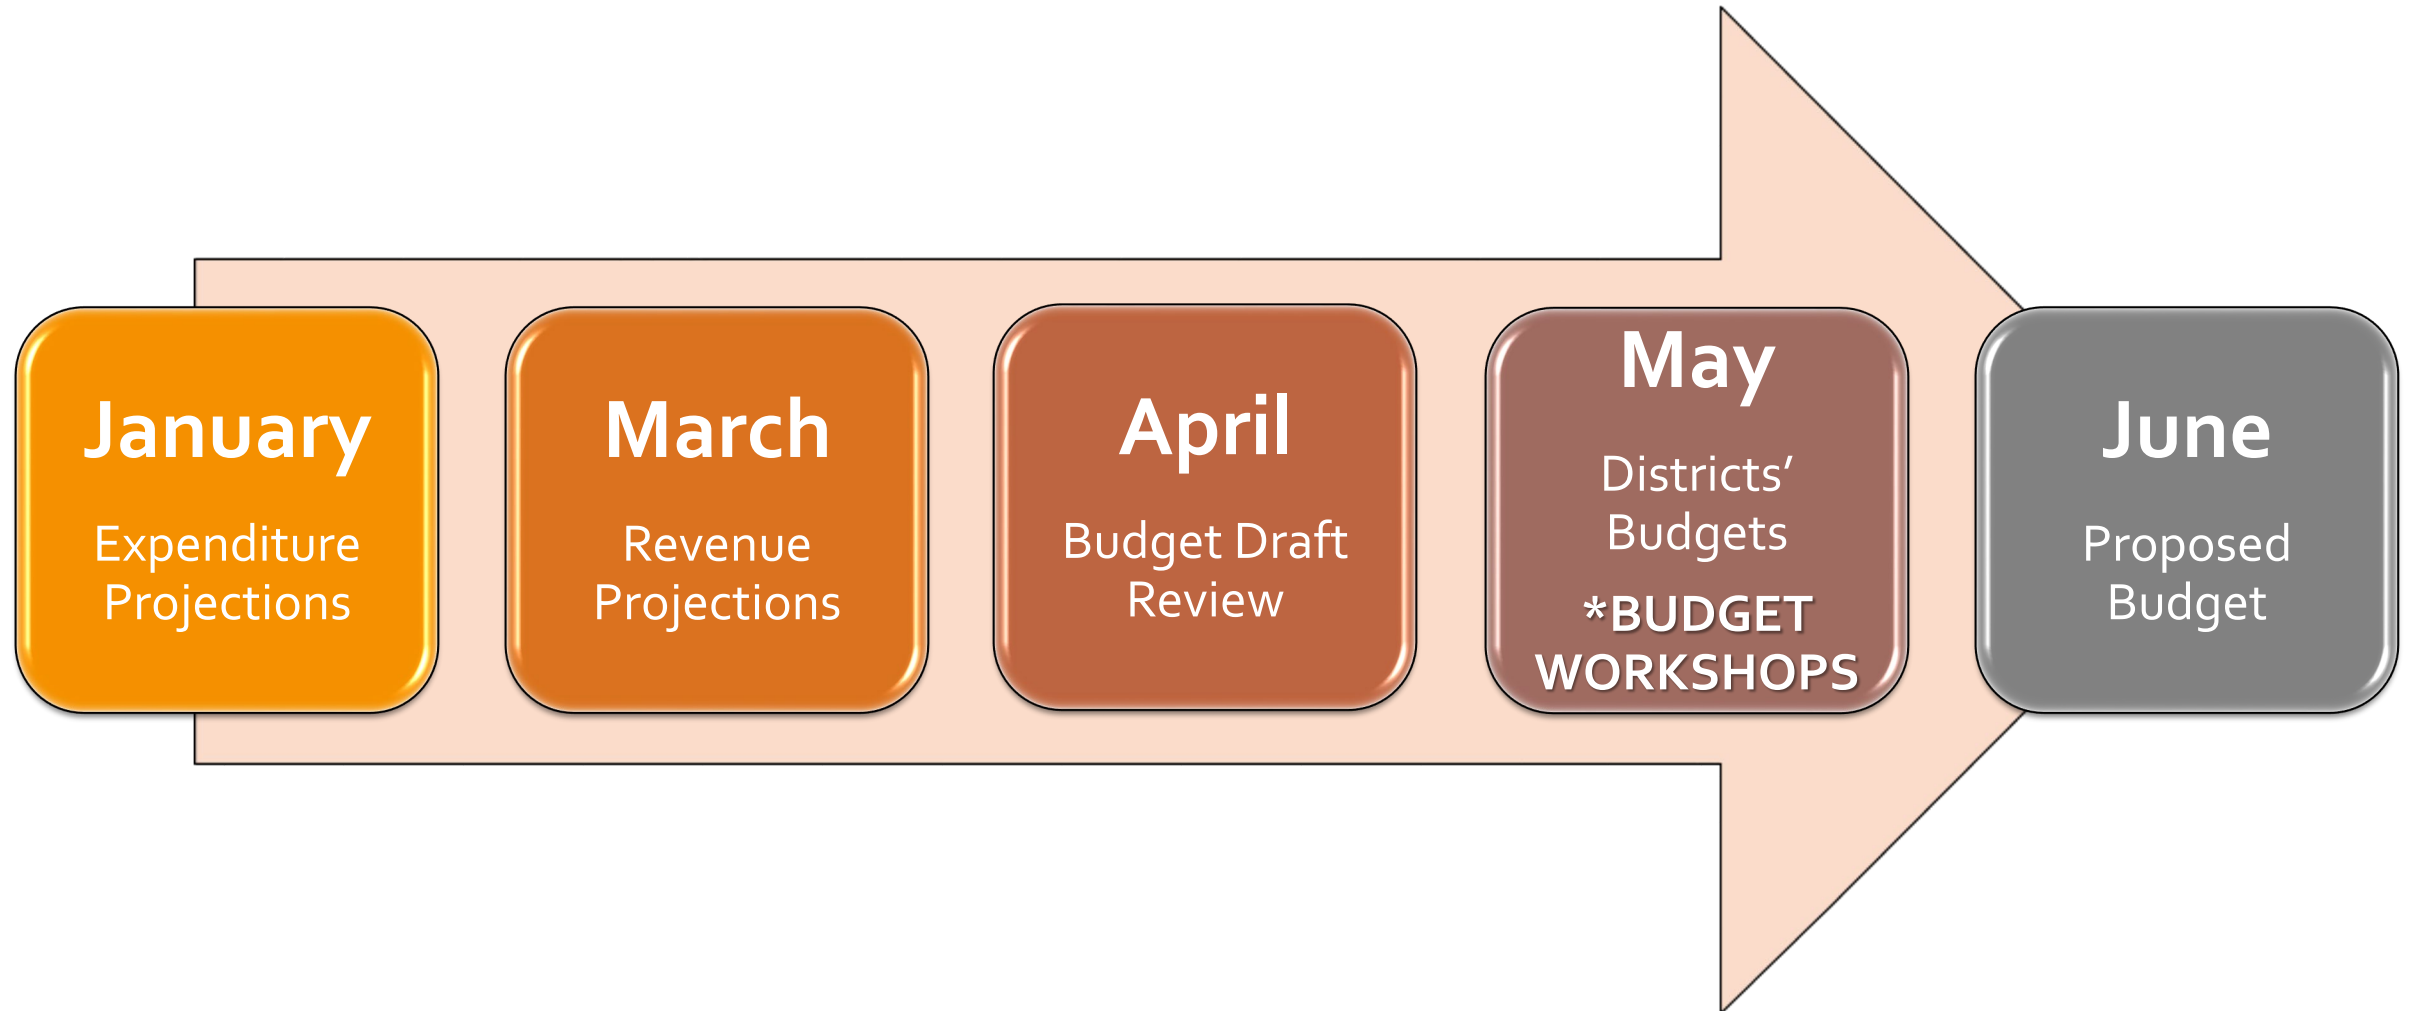 January
Expenditure
Projections
March
Revenue
Projections
April
Budget Draft
Review
May
Districts’
Budgets
*BUDGET
WORKSHOPS
June
Proposed
Budget